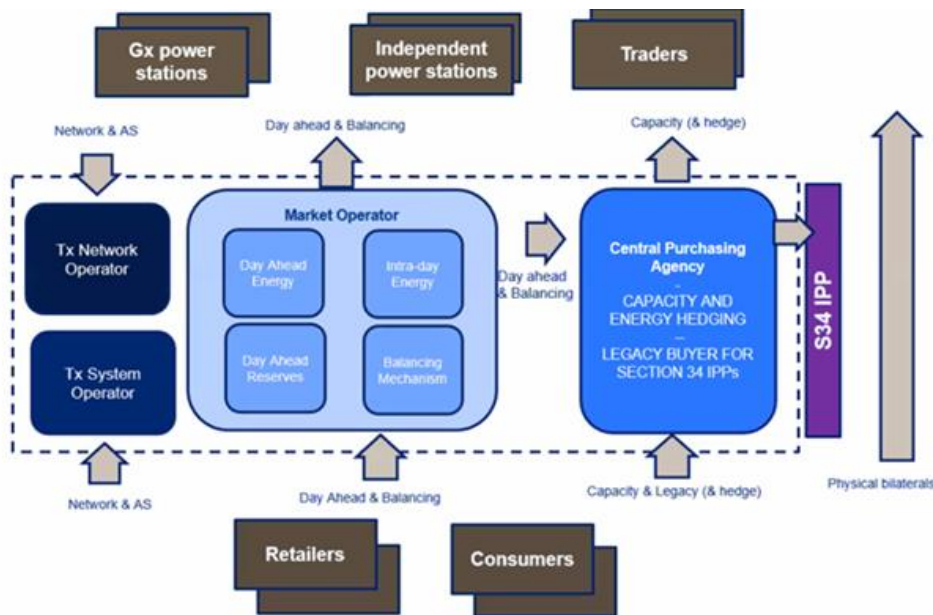 Gx power
stations
Independent
power stations
Traders
Network & AS
Day ahead & Balancing
Capacity (& hedge)
Market Operator
Tx Network
Operator
Day Ahead
Energy
Intra-day
Energy
Day ahead
& Balancing
Central Purchasing
Agency
-
CAPACITY AND
ENERGY HEDGING
–
LEGACY BUYER FOR
SECTION 34 IPPs
S34 IPP
Tx System
Operator
Day Ahead
Reserves
Balancing
Mechanism
Network & AS
Day Ahead & Balancing
Capacity & Legacy (& hedge)
Physical bilaterals
Retailers
Consumers